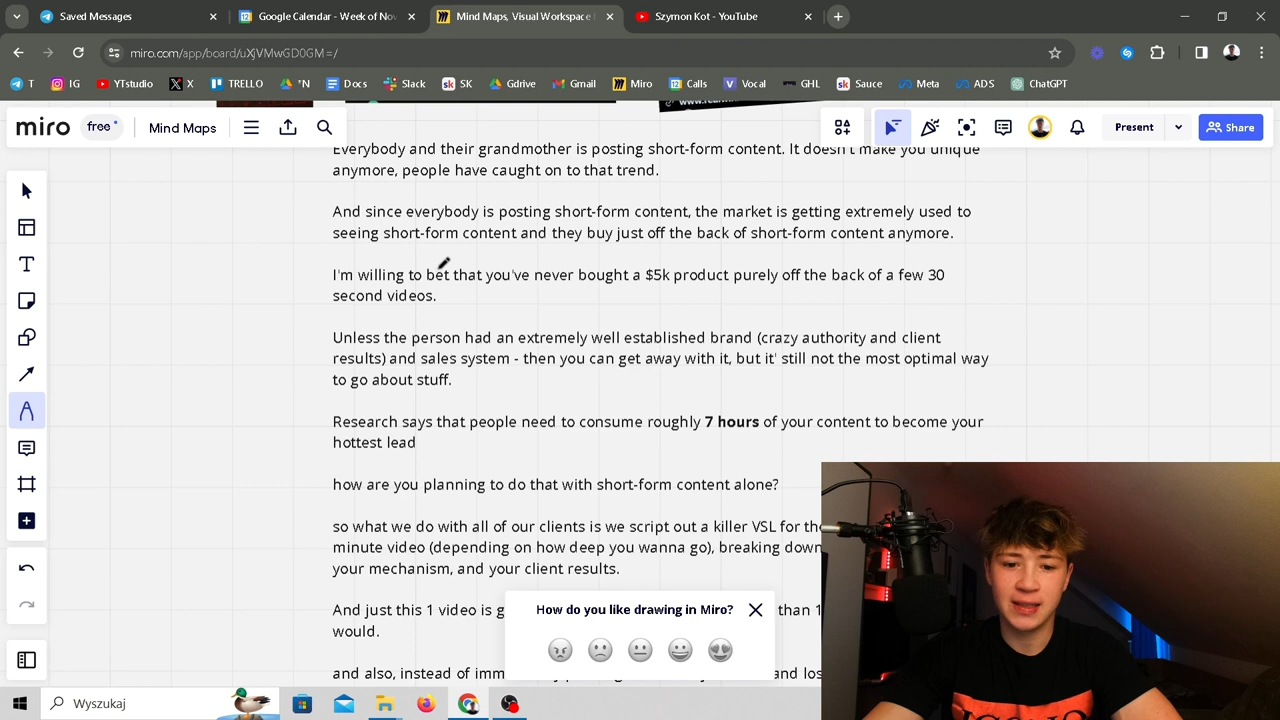 Saved Messages
Google Calendar - Week of Nov
Mind Maps, Visual Workspace
Szymon Kot - YouTube
miro.com/app/board/uXjVMwGD0GM=/
T IG YTstudio X TRELLO *N Docs Slack SK Gdrive Gmail Miro Calls Vocal GHL Sauce Meta ADS ChatGPT
miro free Mind Maps Present Share
Everybody and their grandmother is posting short-form content. It doesn't make you unique
anymore, people have caught on to that trend.
And since everybody is posting short-form content, the market is getting extremely used to
seeing short-form content and they buy just off the back of short-form content anymore.
I'm willing to bet that you've never bought a $5k product purely off the back of a few 30
second videos.
Unless the person had an extremely well established brand (crazy authority and client
results) and sales system - then you can get away with it, but it' still not the most optimal way
to go about stuff.
Research says that people need to consume roughly 7 hours of your content to become your
hottest lead
how are you planning to do that with short-form content alone?
so what we do with all of our clients is we script out a killer VSL for
minute video (depending on how deep you wanna go), breaking down
your mechanism, and your client results.
And just this 1 video is than 1
would.
and also, instead of and
How do you like drawing in Miro?
Wyszukaj